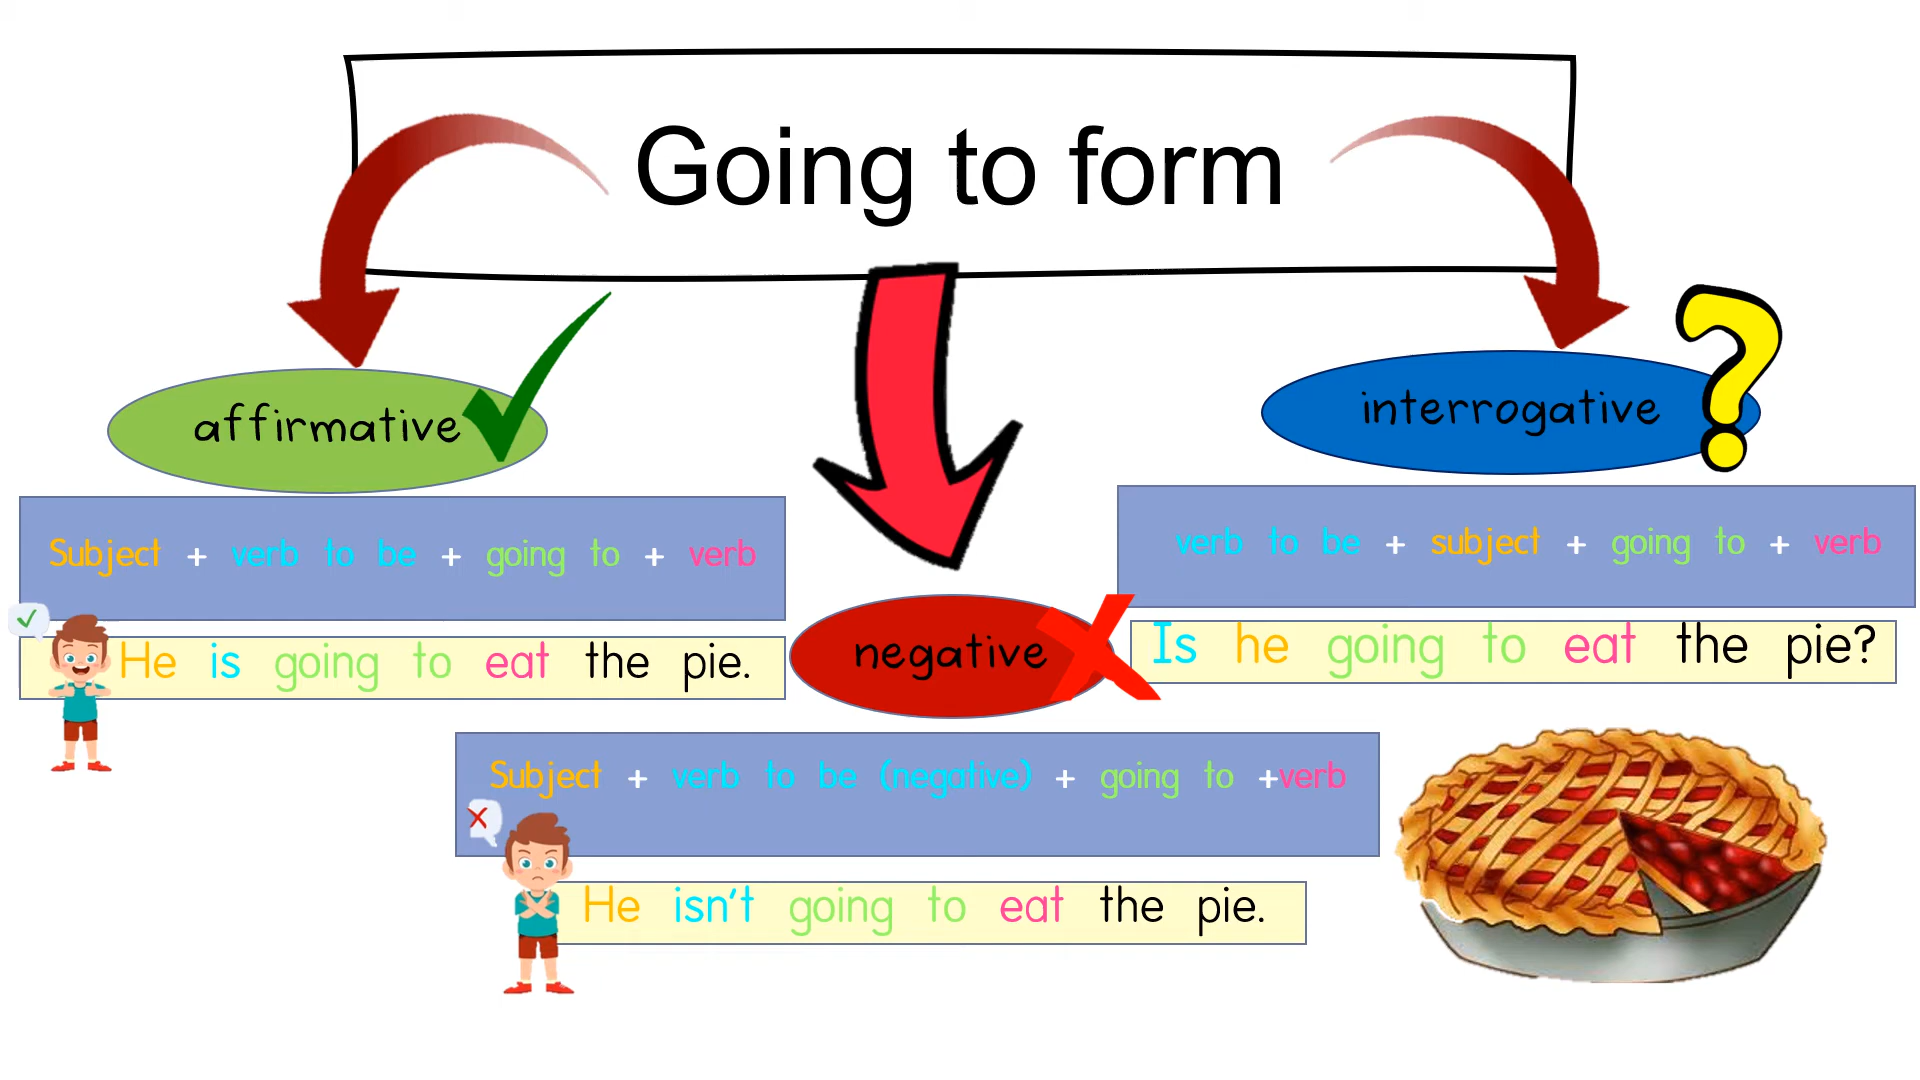 Going to form
affirmative
Subject + verb to be + going to + verb
He is going to eat the pie.
negative
Subject + verb to be (negative) + going to +verb
He isn't going to eat the pie.
interrogative
verb to be + subject + going to + verb
Is he going to eat the pie?